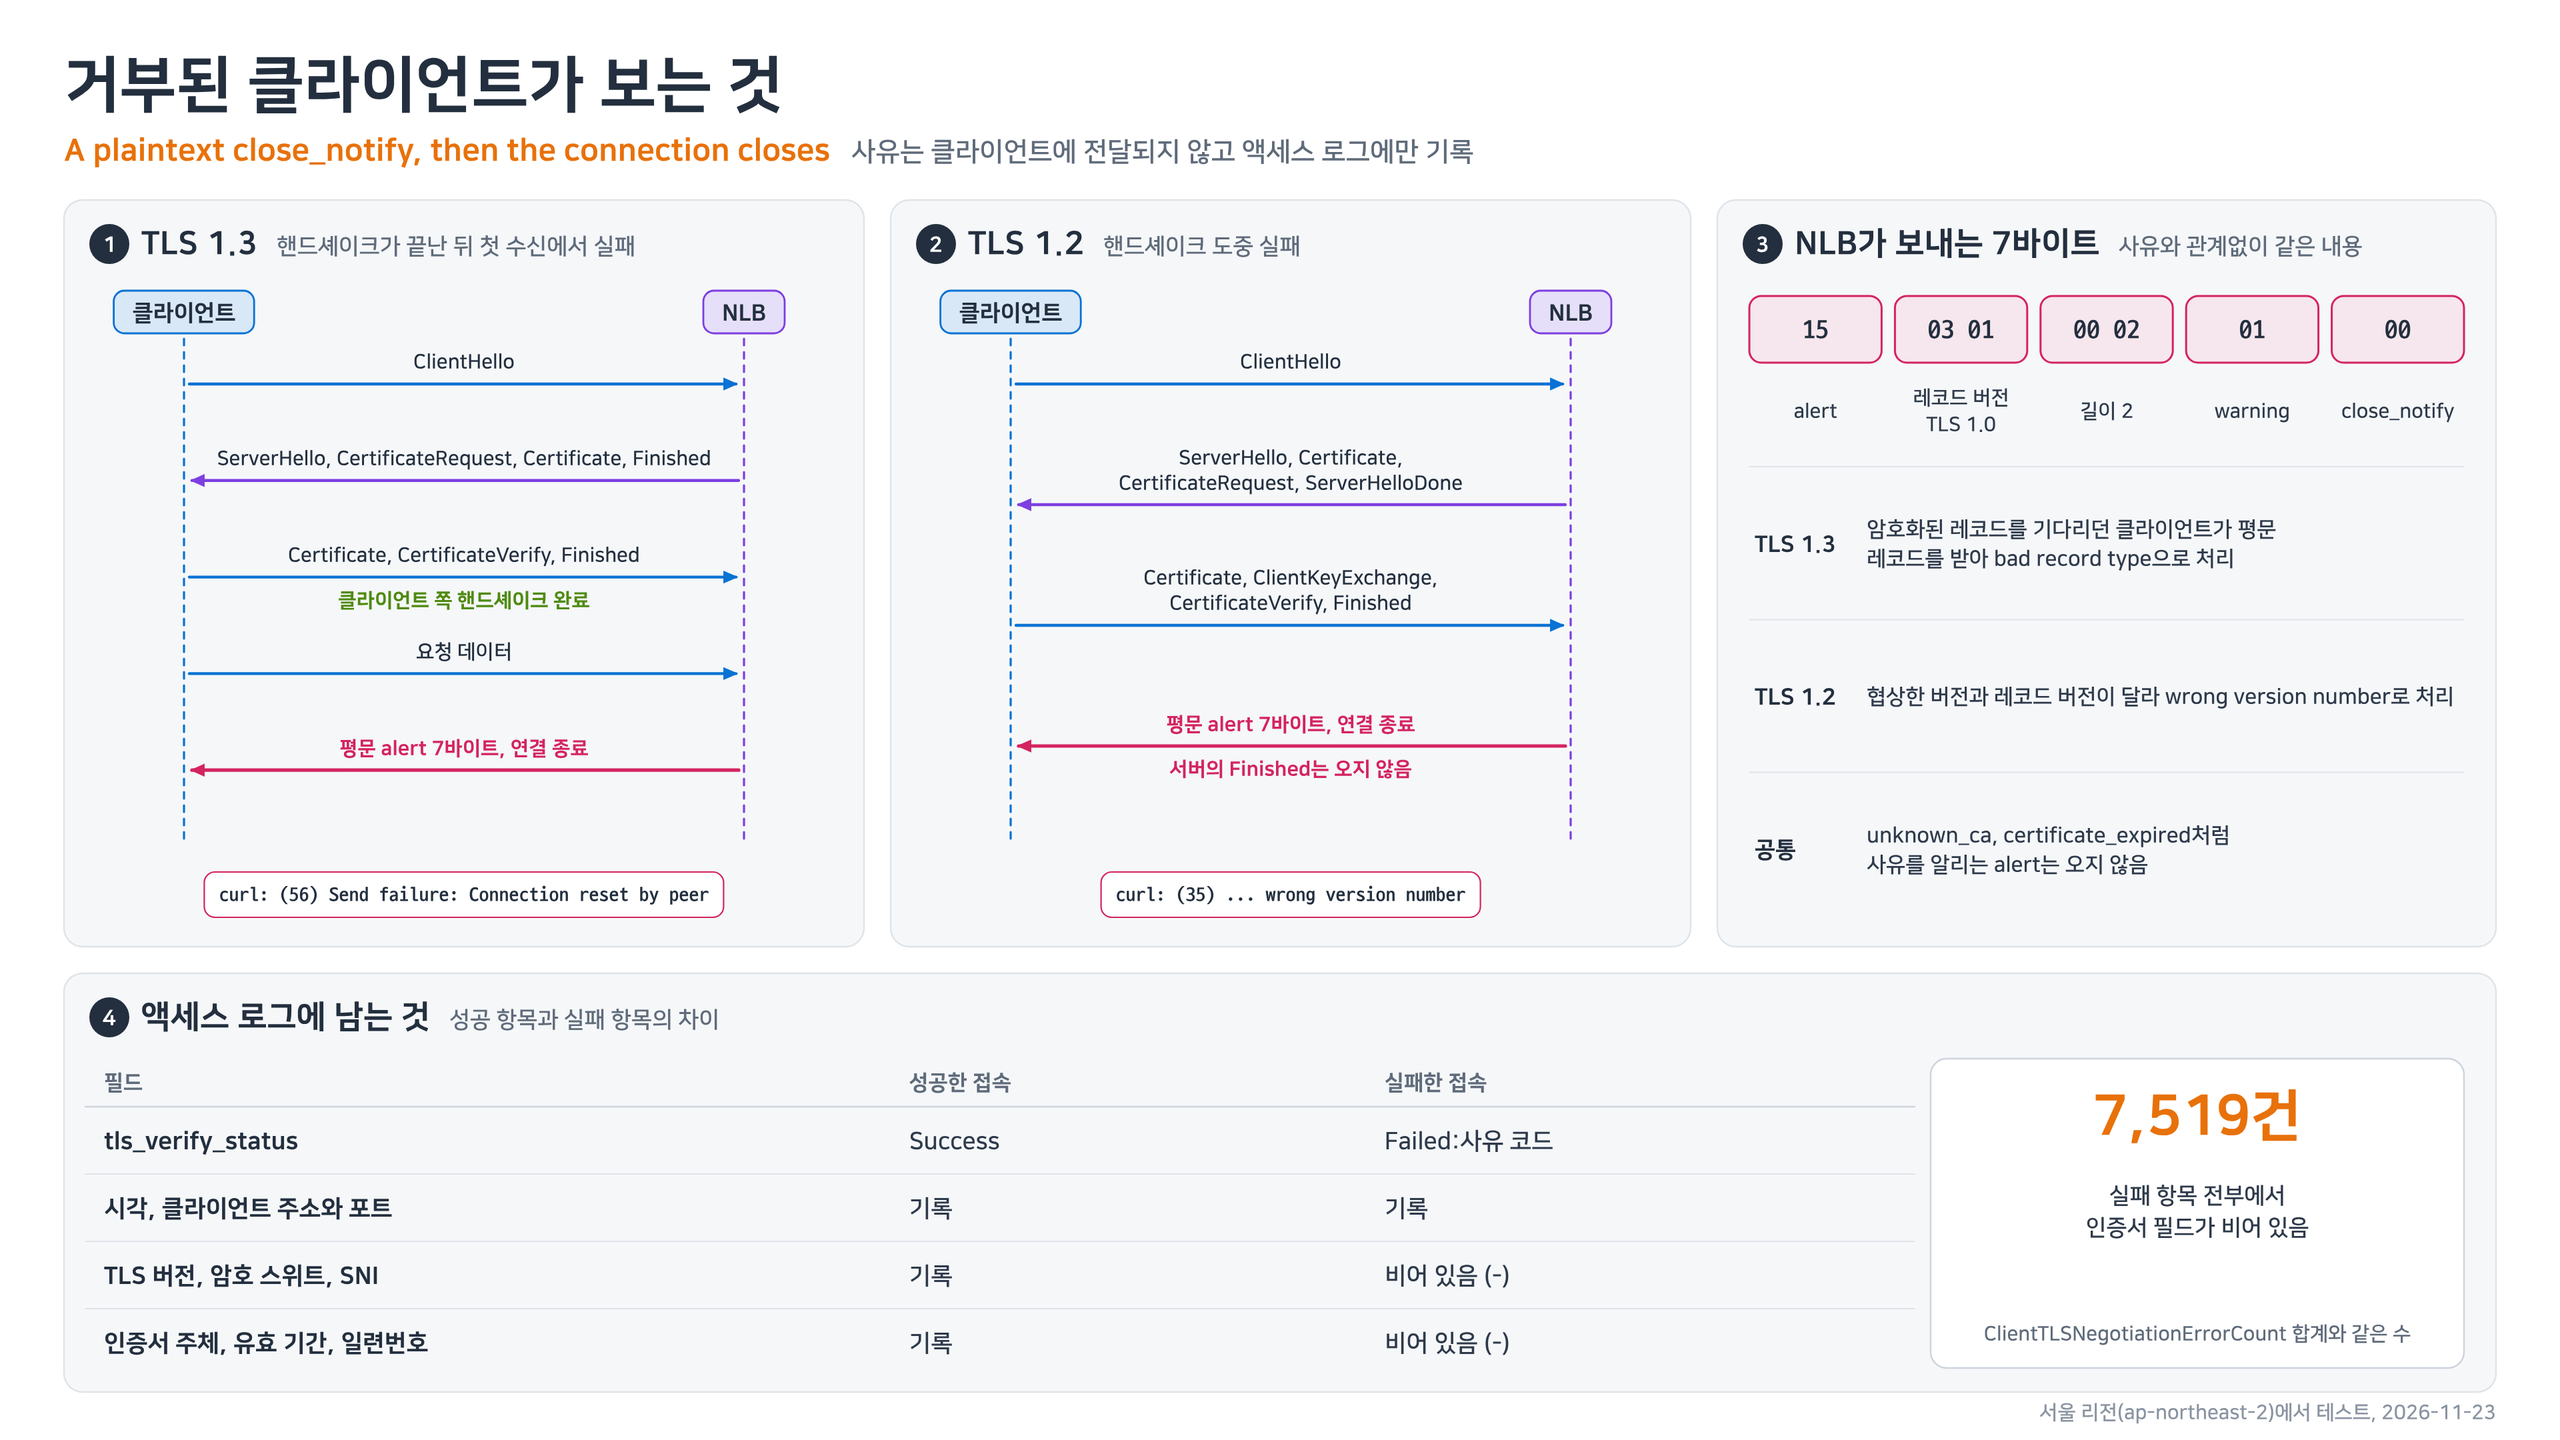 거부된 클라이언트가 보는 것
A plaintext close_notify, then the connection closes 사유는 클라이언트에 전달되지 않고 액세스 로그에만 기록
1 TLS 1.3 핸드셰이크가 끝난 뒤 첫 수신에서 실패
클라이언트 NLB
ClientHello
ServerHello, CertificateRequest, Certificate, Finished
Certificate, CertificateVerify, Finished
클라이언트 쪽 핸드셰이크 완료
요청 데이터
평문 alert 7바이트, 연결 종료
curl: (56) Send failure: Connection reset by peer
2 TLS 1.2 핸드셰이크 도중 실패
클라이언트 NLB
ClientHello
ServerHello, Certificate,
CertificateRequest, ServerHelloDone
Certificate, ClientKeyExchange,
CertificateVerify, Finished
평문 alert 7바이트, 연결 종료
서버의 Finished는 오지 않음
curl: (35) ... wrong version number
3 NLB가 보내는 7바이트 사유와 관계없이 같은 내용
15 03 01 00 02 01 00
alert 레코드 버전 길이 2 warning close_notify
TLS 1.0
TLS 1.3 암호화된 레코드를 기다리던 클라이언트가 평문
레코드를 받아 bad record type으로 처리
TLS 1.2 협상한 버전과 레코드 버전이 달라 wrong version number로 처리
공통 unknown_ca, certificate_expired처럼
사유를 알리는 alert는 오지 않음
4 액세스 로그에 남는 것 성공 항목과 실패 항목의 차이
필드 성공한 접속 실패한 접속
tls_verify_status Success Failed:사유 코드
시각, 클라이언트 주소와 포트 기록 기록
TLS 버전, 암호 스위트, SNI 기록 비어 있음 (-)
인증서 주체, 유효 기간, 일련번호 기록 비어 있음 (-)
7,519건
실패 항목 전부에서
인증서 필드가 비어 있음
ClientTLSNegotiationErrorCount 합계와 같은 수
서울 리전(ap-northeast-2)에서 테스트, 2026-11-23